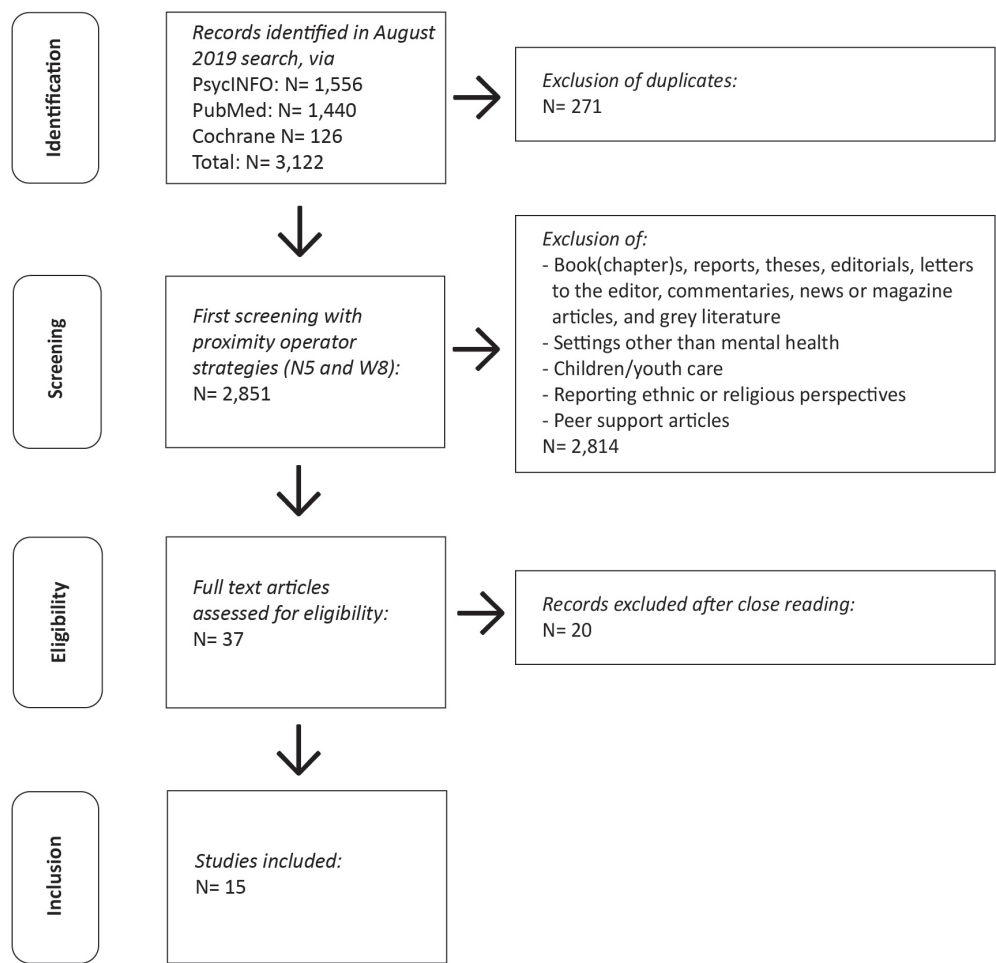 Identification
Records identified in August
2019 search, via
PsycINFO: N= 1,556
PubMed: N= 1,440
Cochrane N= 126
Total: N= 3,122
Exclusion of duplicates:
N= 271
Screening
First screening with
proximity operator
strategies (N5 and W8):
N= 2,851
Exclusion of:
- Book(chapter)s, reports, theses, editorials, letters
to the editor, commentaries, news or magazine
articles, and grey literature
- Settings other than mental health
- Children/youth care
- Reporting ethnic or religious perspectives
- Peer support articles
N= 2,814
Eligibility
Full text articles
assessed for eligibility:
N= 37
Records excluded after close reading:
N= 20
Inclusion
Studies included:
N= 15